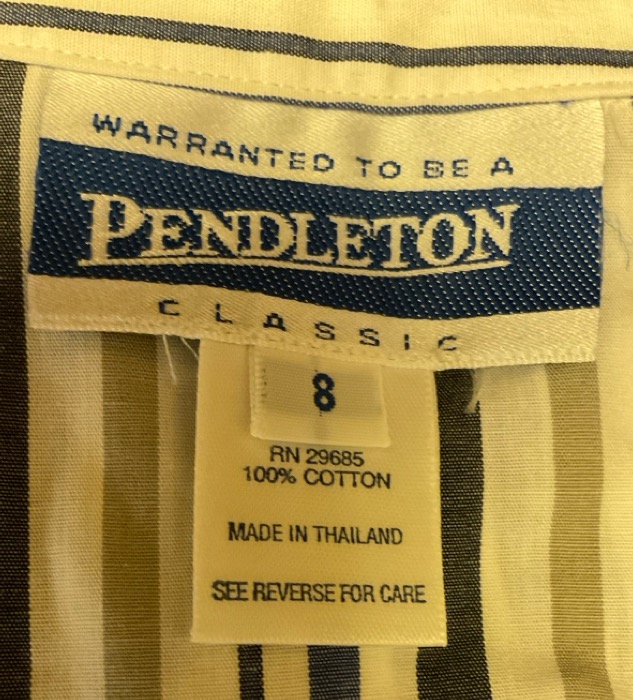 WARRANTED TO BE A
PENDLETON
CLASSIC
8
RN 29685
100% COTTON
MADE IN THAILAND
SEE REVERSE FOR CARE